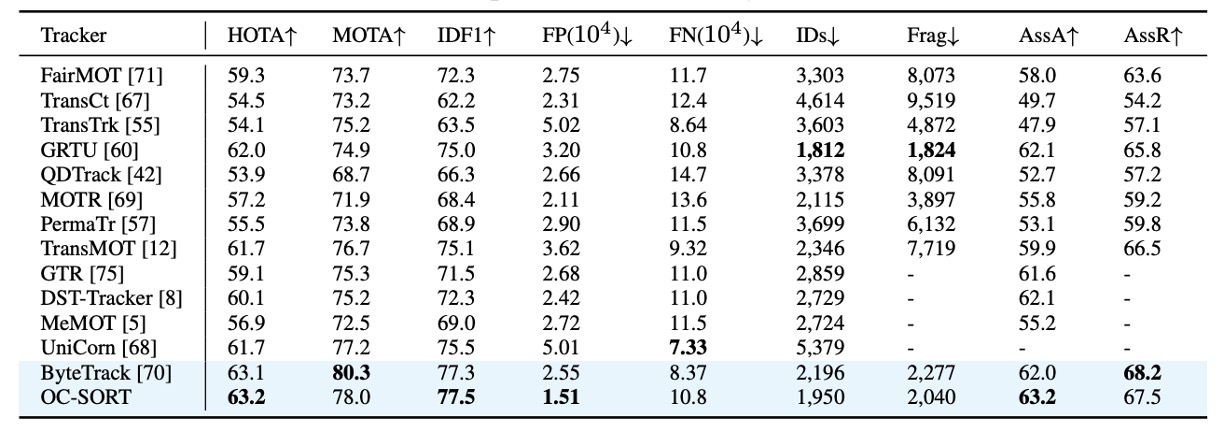 Tracker HOTA↑ MOTA↑ IDF1↑ FP(10⁴)↓ FN(10⁴)↓ IDs↓ Frag↓ AssA↑ AssR↑
FairMOT [71] 59.3 73.7 72.3 2.75 11.7 3,303 8,073 58.0 63.6
TransCt [67] 54.5 73.2 62.2 2.31 12.4 4,614 9,519 49.7 54.2
TransTrk [55] 54.1 75.2 63.5 5.02 8.64 3,603 4,872 47.9 57.1
GRTU [60] 62.0 74.9 75.0 3.20 10.8 1,812 1,824 62.1 65.8
QDTrack [42] 53.9 68.7 66.3 2.66 14.7 3,378 8,091 52.7 57.2
MOTR [69] 57.2 71.9 68.4 2.11 13.6 2,115 3,897 55.8 59.2
PermaTr [57] 55.5 73.8 68.9 2.90 11.5 3,699 6,132 53.1 59.8
TransMOT [12] 61.7 76.7 75.1 3.62 9.32 2,346 7,719 59.9 66.5
GTR [75] 59.1 75.3 71.5 2.68 11.0 2,859 - 61.6 -
DST-Tracker [8] 60.1 75.2 72.3 2.42 11.0 2,729 - 62.1 -
MeMOT [5] 56.9 72.5 69.0 2.72 11.5 2,724 - 55.2 -
UniCorn [68] 61.7 77.2 75.5 5.01 7.33 5,379 - - -
ByteTrack [70] 63.1 80.3 77.3 2.55 8.37 2,196 2,277 62.0 68.2
OC-SORT 63.2 78.0 77.5 1.51 10.8 1,950 2,040 63.2 67.5